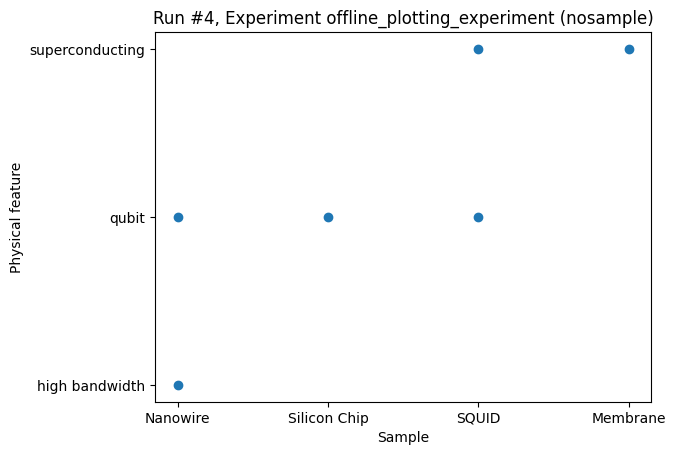 Run #4, Experiment offline_plotting_experiment (nosample)
superconducting
qubit
high bandwidth
Physical feature
Nanowire Silicon Chip SQUID Membrane
Sample